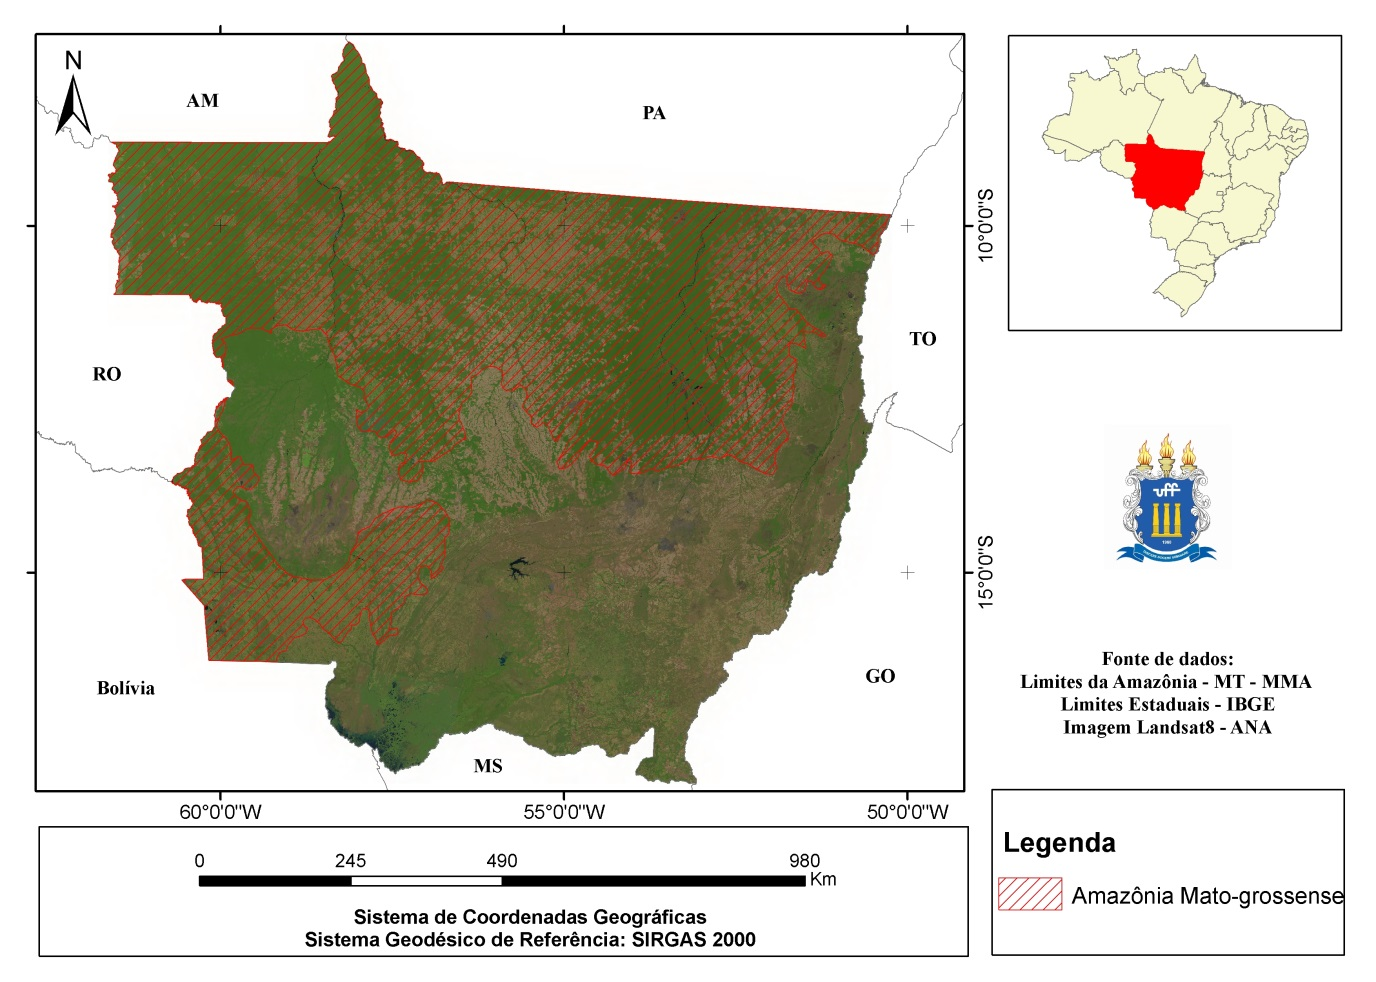 N
AM
PA
RO
TO
Bolívia
GO
MS
10°0'0"S
15°0'0"S
60°0'0"W
55°0'0"W
50°0'0"W
0
245
490
980
Km
Sistema de Coordenadas Geográficas
Sistema Geodésico de Referência: SIRGAS 2000
uff
Fonte de dados:
Limites da Amazônia - MT - MMA
Limites Estaduais - IBGE
Imagem Landsat8 - ANA
Legenda
Amazônia Mato-grossense